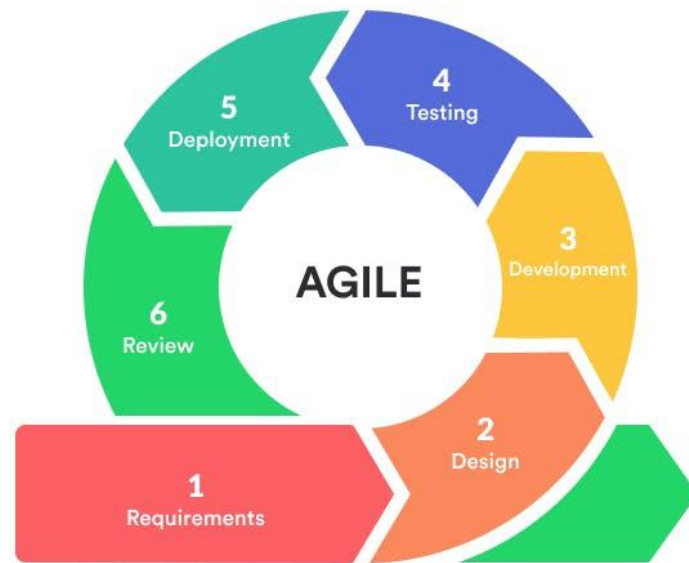 AGILE
1
Requirements
2
Design
3
Development
4
Testing
5
Deployment
6
Review